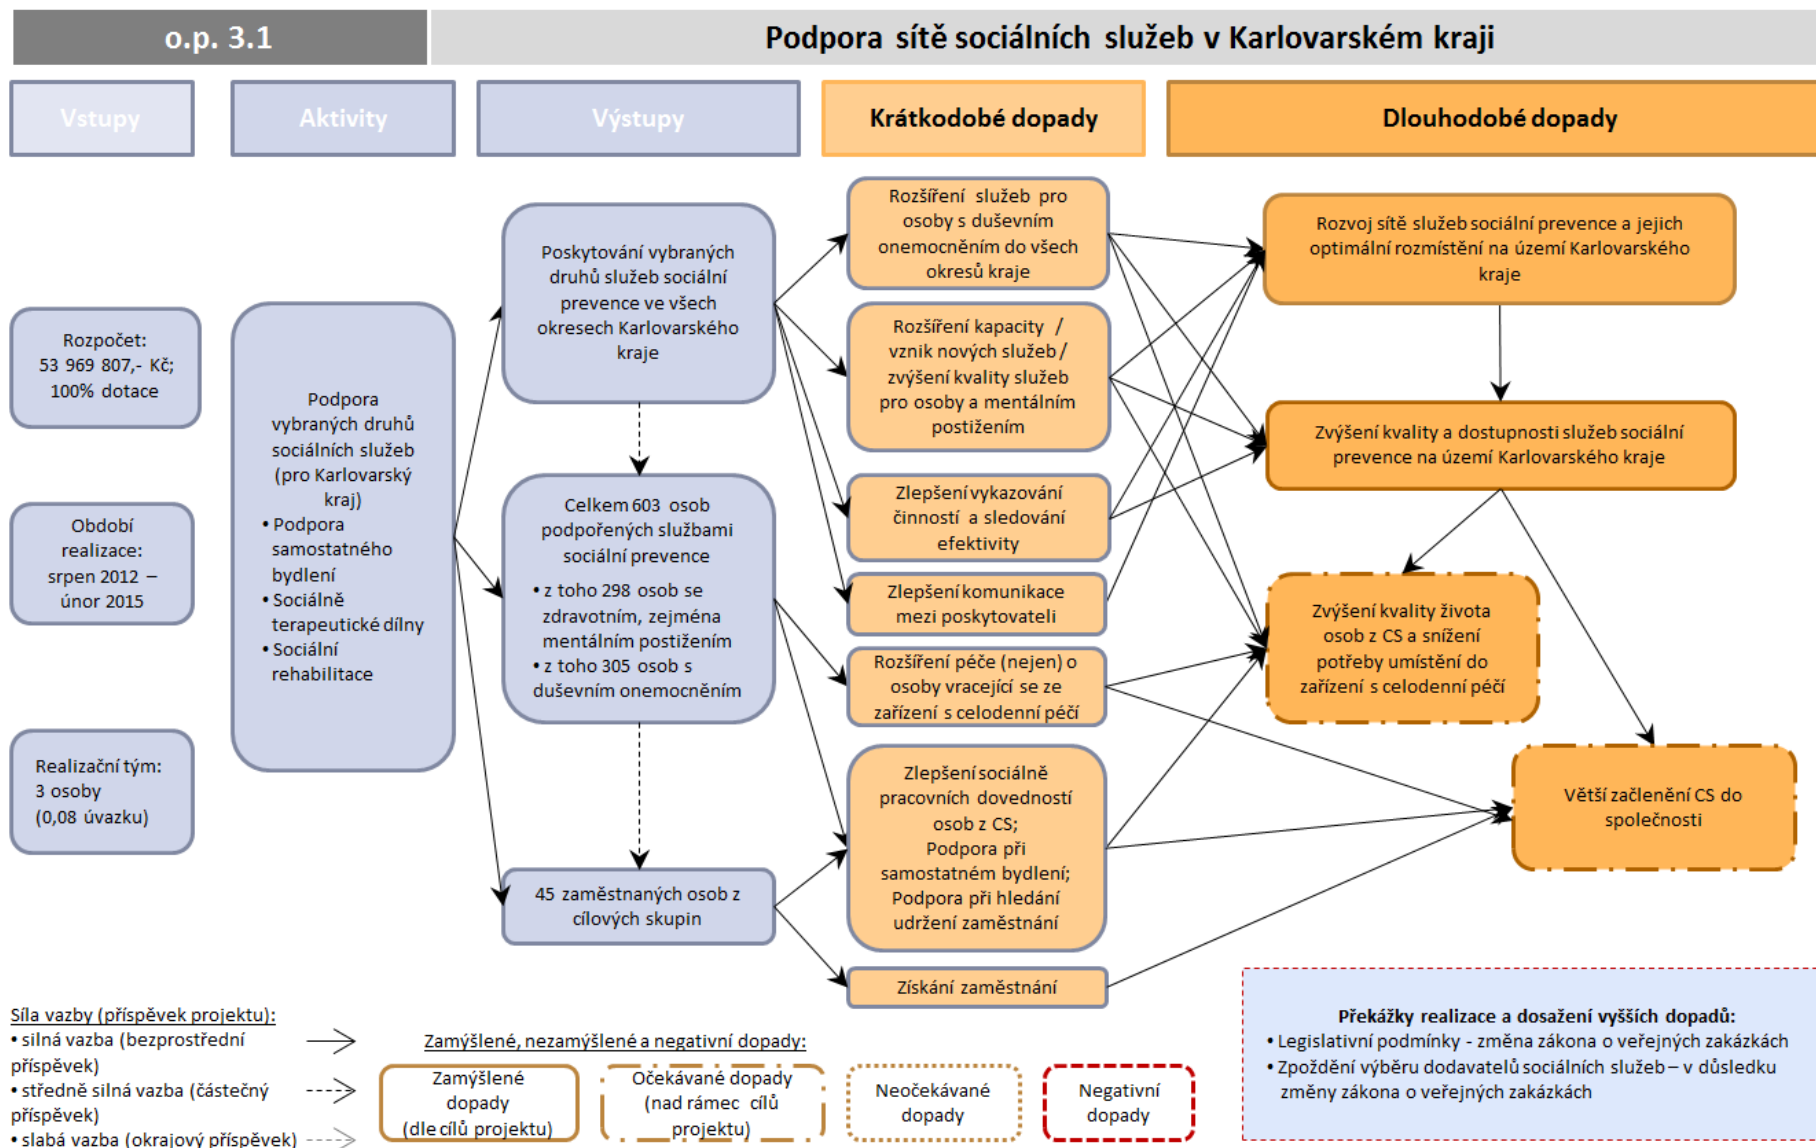 o.p. 3.1
Podpora sítě sociálních služeb v Karlovarském kraji
Vstupy
Aktivity
Výstupy
Krátkodobé dopady
Dlouhodobé dopady
Rozpočet:
53 969 807,- Kč;
100% dotace
Období
realizace:
srpen 2012 –
únor 2015
Realizační tým:
3 osoby
(0,08 úvazku)
Podpora
vybraných druhů
sociálních služeb
(pro Karlovarský
kraj)
• Podpora
samostatného
bydlení
• Sociálně
terapeutické dílny
• Sociální
rehabilitace
Poskytování vybraných
druhů služeb sociální
prevence ve všech
okresech Karlovarského
kraje
Celkem 603 osob
podpořených službami
sociální prevence
• z toho 298 osob se
zdravotním, zejména
mentálním postižením
• z toho 305 osob s
duševním onemocněním
45 zaměstnaných osob z
cílových skupin
Rozšíření služeb pro
osoby s duševním
onemocněním do všech
okresů kraje
Rozšíření kapacity /
vznik nových služeb /
zvýšení kvality služeb
pro osoby a mentálním
postižením
Zlepšení vykazování
činností a sledování
efektivity
Zlepšení komunikace
mezi poskytovateli
Rozšíření péče (nejen) o
osoby vracející se ze
zařízení s celodenní péčí
Zlepšení sociálně
pracovních dovedností
osob z CS;
Podpora při
samostatném bydlení;
Podpora při hledání
udržení zaměstnání
Získání zaměstnání
Rozvoj sítě služeb sociální prevence a jejich
optimální rozmístění na území Karlovarského
kraje
Zvýšení kvality a dostupnosti služeb sociální
prevence na území Karlovarského kraje
Zvýšení kvality života
osob z CS a snížení
potřeby umístění do
zařízení s celodenní péčí
Větší začlenění CS do
společnosti
Síla vazby (příspěvek projektu):
• silná vazba (bezprostřední
příspěvek)
• středně silná vazba (částečný
příspěvek)
• slabá vazba (okrajový příspěvek)
Zamýšlené, nezamýšlené a negativní dopady:
Zamýšlené
dopady
(dle cílů projektu)
Očekávané dopady
(nad rámec cílů
projektu)
Neočekávané
dopady
Negativní
dopady
Překážky realizace a dosažení vyšších dopadů:
• Legislativní podmínky - změna zákona o veřejných zakázkách
• Zpoždění výběru dodavatelů sociálních služeb – v důsledku
změny zákona o veřejných zakázkách